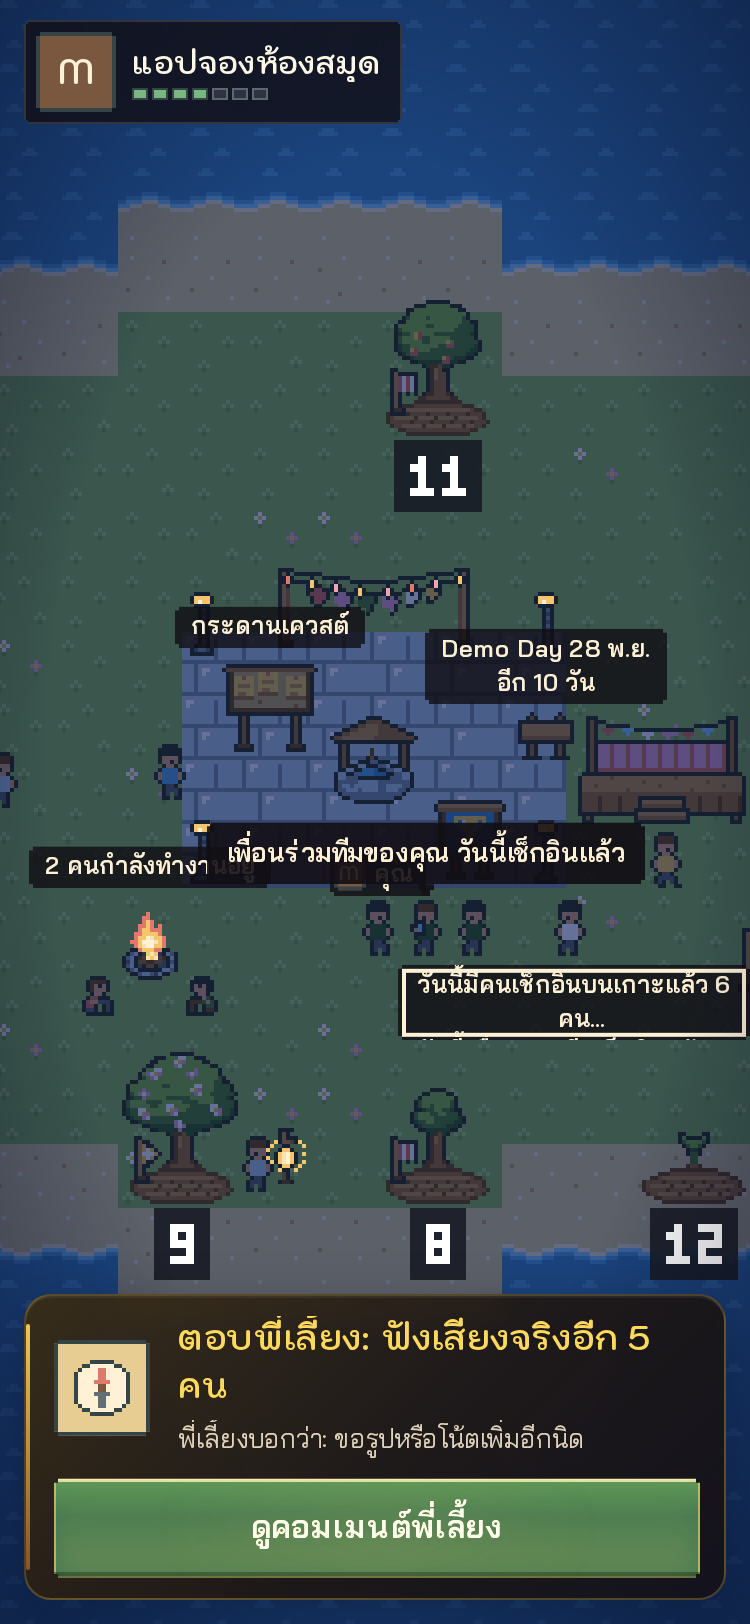 ก
แอปจองห้องสมุด
11
กระดานเควสต์
Demo Day 28 พ.ย.
อีก 10 วัน
2 คนกำลังทำงานอยู่
เพื่อนร่วมทีมของคุณ วันนี้เช็กอินแล้ว
คุณ
วันนี้มีคนเช็กอินบนเกาะแล้ว 6
คน...
9
8
12
ตอบพี่เลี้ยง: ฟังเสียงจริงอีก 5
คน
พี่เลี้ยงบอกว่า: ขอรูปหรือโน้ตเพิ่มอีกนิด
ดูคอมเมนต์พี่เลี้ยง